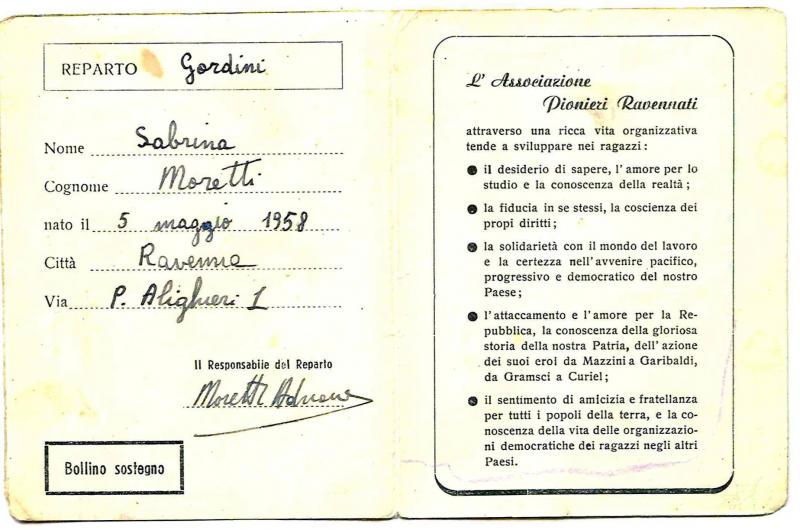 REPARTO Gordini
Nome Sabrina
Cognome Moretti
nato il 5 maggio 1958
Città Ravenna
Via P. Alighieri 1
Il Responsabile del Reparto
Moretti Adriano
Bollino sostegno
L' Associazione
Pionieri Ravennati
attraverso una ricca vita organizzativa
tende a sviluppare nei ragazzi :
● il desiderio di sapere, l' amore per lo
studio e la conoscenza della realtà ;
● la fiducia in se stessi, la coscienza dei
propi diritti ;
● la solidarietà con il mondo del lavoro
e la certezza nell' avvenire pacifico,
progressivo e democratico del nostro
Paese ;
● l' attaccamento e l' amore per la Re-
pubblica, la conoscenza della gloriosa
storia della nostra Patria, dell' azione
dei suoi eroi da Mazzini a Garibaldi,
da Gramsci a Curiel ;
● il sentimento di amicizia e fratellanza
per tutti i popoli della terra, e la co-
noscenza della vita delle organizzazio-
ni democratiche dei ragazzi negli altri
Paesi.